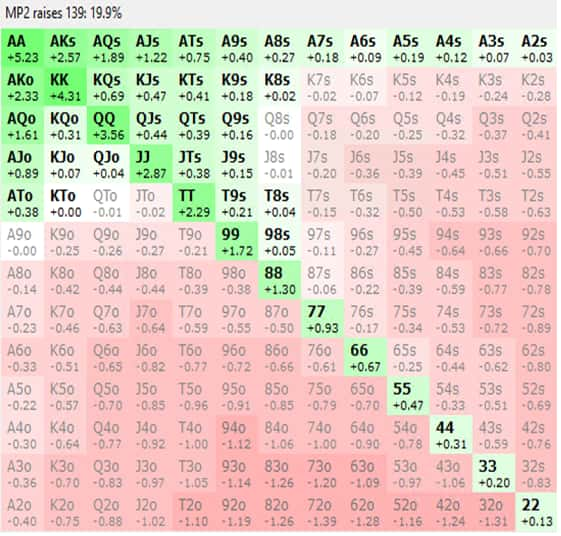 MP2 raises 139: 19.9%
AA AKs AQs AJs ATs A9s A8s A7s A6s A5s A4s A3s A2s
+5.23 +2.57 +1.89 +1.22 +0.75 +0.40 +0.27 +0.18 +0.09 +0.19 +0.12 +0.07 +0.03
AKo KK KQs KJs KTs K9s K8s K7s K6s K5s K4s K3s K2s
+2.33 +4.31 +0.69 +0.47 +0.41 +0.18 +0.02 -0.02 -0.07 -0.12 -0.19 -0.24 -0.28
AQo KQo QQ QJs QTs Q9s Q8s Q7s Q6s Q5s Q4s Q3s Q2s
+1.61 +0.31 +3.56 +0.44 +0.39 +0.16 -0.00 -0.18 -0.20 -0.25 -0.32 -0.37 -0.41
AJo KJo QJo JJ JTs J9s J8s J7s J6s J5s J4s J3s J2s
+0.89 +0.07 +0.04 +2.87 +0.38 +0.15 -0.01 -0.20 -0.36 -0.39 -0.45 -0.51 -0.55
ATo KTo QTo JTo TT T9s T8s T7s T6s T5s T4s T3s T2s
+0.38 +0.00 -0.01 -0.02 +2.29 +0.21 +0.04 -0.15 -0.32 -0.50 -0.53 -0.58 -0.63
A9o K9o Q9o J9o T9o 99 98s 97s 96s 95s 94s 93s 92s
-0.00 -0.25 -0.26 -0.27 -0.21 +1.72 +0.05 -0.11 -0.27 -0.45 -0.64 -0.66 -0.70
A8o K8o Q8o J8o T8o 98o 88 87s 86s 85s 84s 83s 82s
-0.14 -0.42 -0.44 -0.44 -0.39 -0.38 +1.30 -0.06 -0.22 -0.39 -0.59 -0.77 -0.78
A7o K7o Q7o J7o T7o 97o 87o 77 76s 75s 74s 73s 72s
-0.23 -0.46 -0.63 -0.64 -0.59 -0.55 -0.50 +0.93 -0.17 -0.34 -0.53 -0.72 -0.89
A6o K6o Q6o J6o T6o 96o 86o 76o 66 65s 64s 63s 62s
-0.33 -0.51 -0.65 -0.82 -0.77 -0.72 -0.66 -0.61 +0.67 -0.25 -0.44 -0.62 -0.80
A5o K5o Q5o J5o T5o 95o 85o 75o 65o 55 54s 53s 52s
-0.22 -0.57 -0.70 -0.85 -0.96 -0.91 -0.85 -0.79 -0.70 +0.47 -0.33 -0.51 -0.69
A4o K4o Q4o J4o T4o 94o 84o 74o 64o 54o 44 43s 42s
-0.30 -0.64 -0.77 -0.92 -1.00 -1.12 -1.06 -1.00 -0.90 -0.78 +0.31 -0.59 -0.76
A3o K3o Q3o J3o T3o 93o 83o 73o 63o 53o 43o 33 32s
-0.36 -0.70 -0.83 -0.97 -1.05 -1.14 -1.26 -1.20 -1.09 -0.97 -1.06 +0.20 -0.83
A2o K2o Q2o J2o T2o 92o 82o 72o 62o 52o 42o 32o 22
-0.40 -0.75 -0.88 -1.02 -1.10 -1.19 -1.26 -1.39 -1.28 -1.16 -1.24 -1.31 +0.13